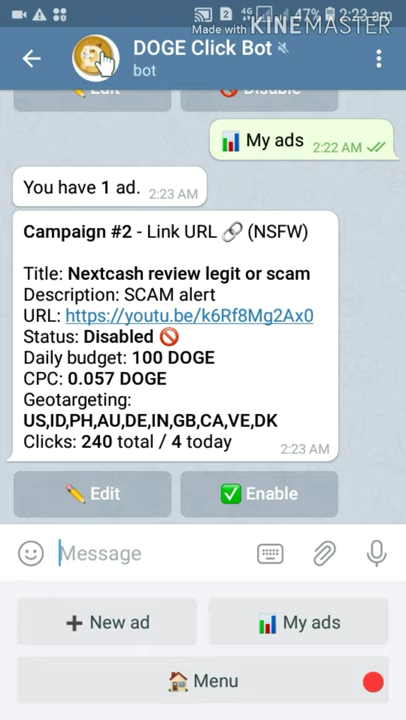 4G 47% 2:23 am
Made with KINEMASTER
DOGE Click Bot
bot
Edit Disable
My ads 2:22 AM
You have 1 ad. 2:23 AM
Campaign #2 - Link URL (NSFW)
Title: Nextcash review legit or scam
Description: SCAM alert
URL: https://youtu.be/k6Rf8Mg2Ax0
Status: Disabled
Daily budget: 100 DOGE
CPC: 0.057 DOGE
Geotargeting:
US,ID,PH,AU,DE,IN,GB,CA,VE,DK
Clicks: 240 total / 4 today
2:23 AM
Edit Enable
Message
+ New ad My ads
Menu